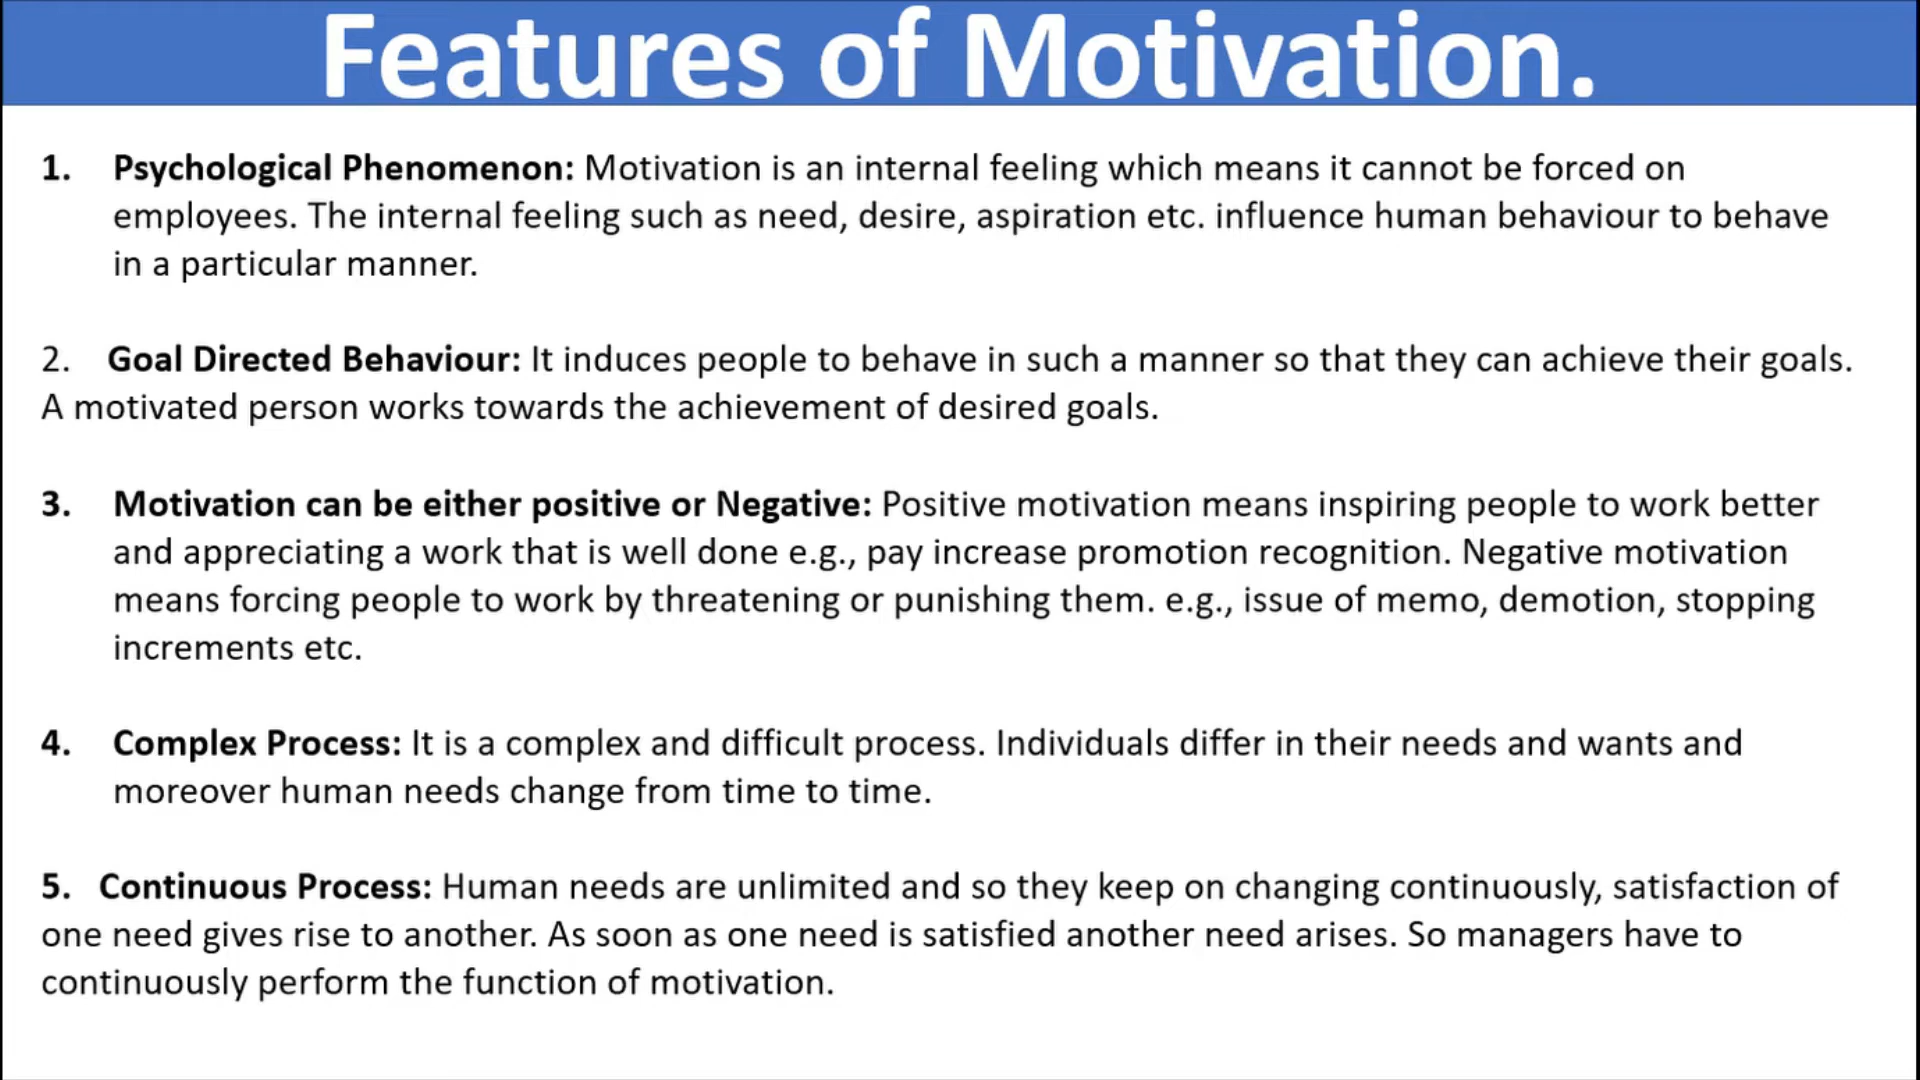 Features of Motivation.
1. Psychological Phenomenon: Motivation is an internal feeling which means it cannot be forced on
employees. The internal feeling such as need, desire, aspiration etc. influence human behaviour to behave
in a particular manner.
2. Goal Directed Behaviour: It induces people to behave in such a manner so that they can achieve their goals.
A motivated person works towards the achievement of desired goals.
3. Motivation can be either positive or Negative: Positive motivation means inspiring people to work better
and appreciating a work that is well done e.g., pay increase promotion recognition. Negative motivation
means forcing people to work by threatening or punishing them. e.g., issue of memo, demotion, stopping
increments etc.
4. Complex Process: It is a complex and difficult process. Individuals differ in their needs and wants and
moreover human needs change from time to time.
5. Continuous Process: Human needs are unlimited and so they keep on changing continuously, satisfaction of
one need gives rise to another. As soon as one need is satisfied another need arises. So managers have to
continuously perform the function of motivation.